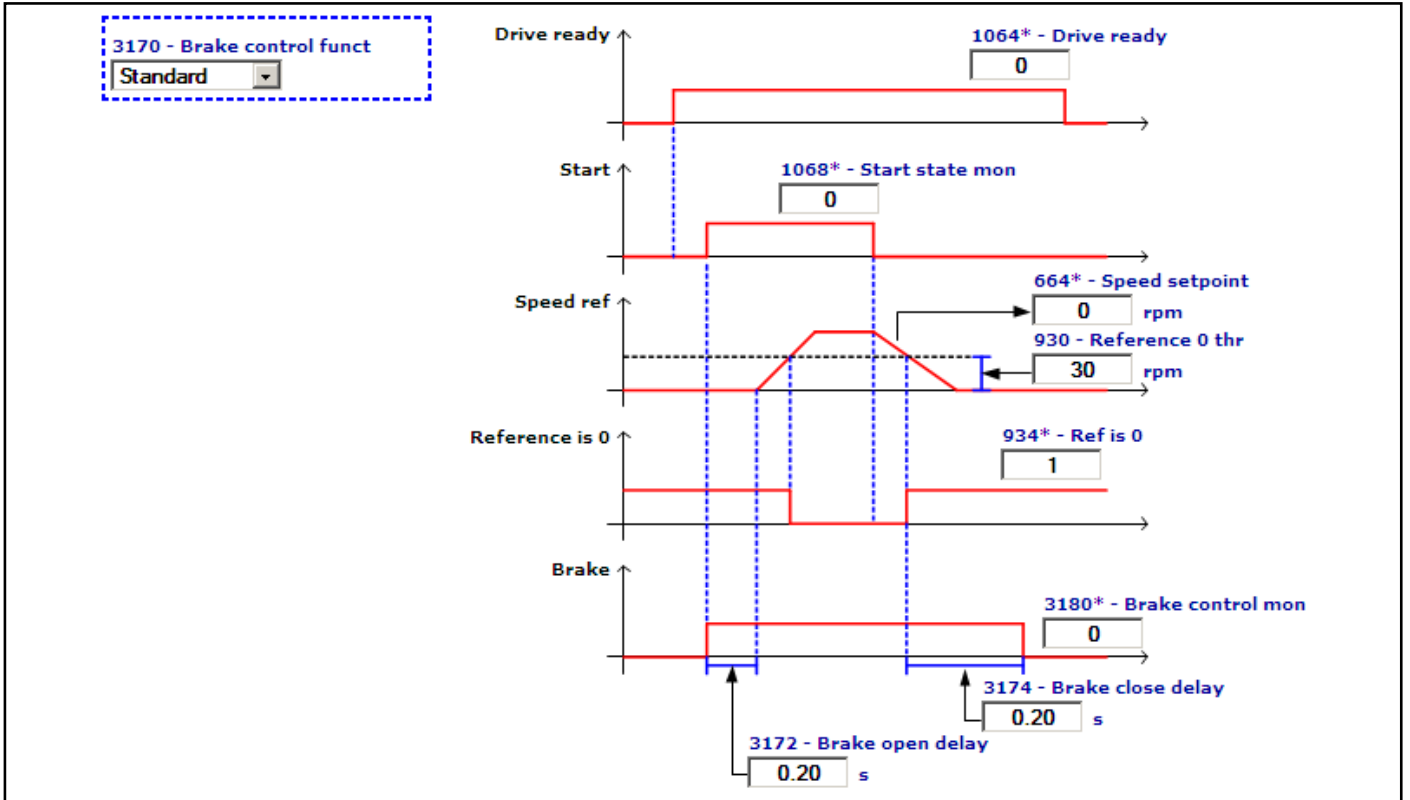 3170 - Brake control funct
Standard
Drive ready
1064* - Drive ready
0
Start
1068* - Start state mon
0
Speed ref
664* - Speed setpoint
0 rpm
930 - Reference 0 thr
30 rpm
Reference is 0
934* - Ref is 0
1
Brake
3180* - Brake control mon
0
3174 - Brake close delay
0.20 s
3172 - Brake open delay
0.20 s